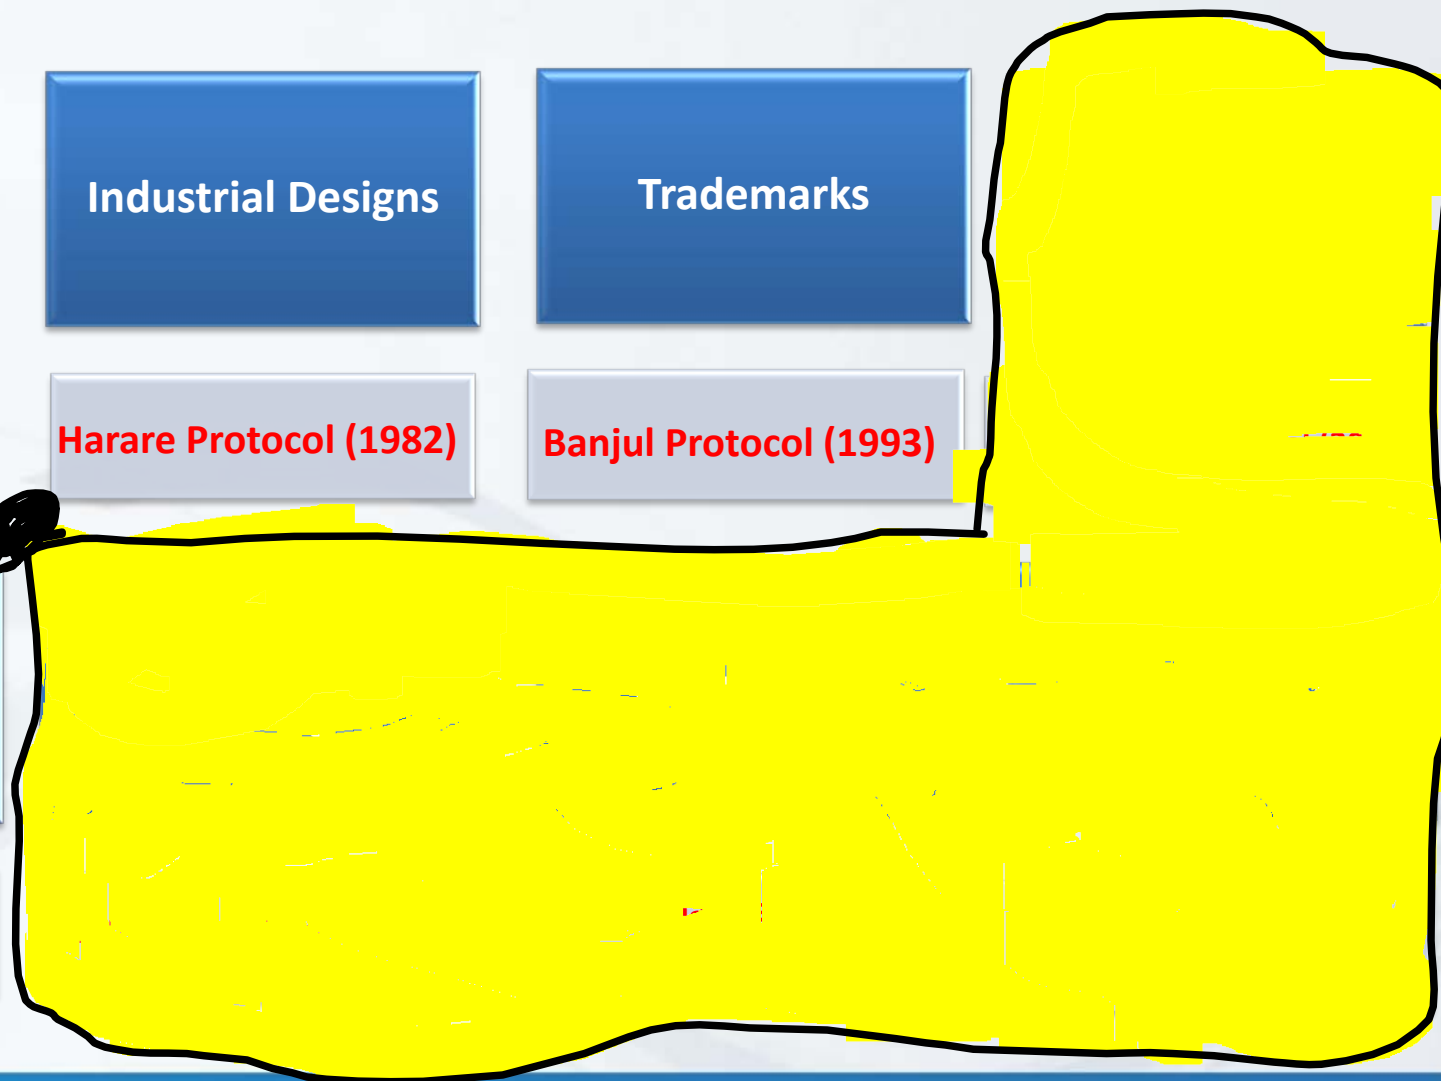 Industrial Designs
Trademarks
Harare Protocol (1982)
Banjul Protocol (1993)